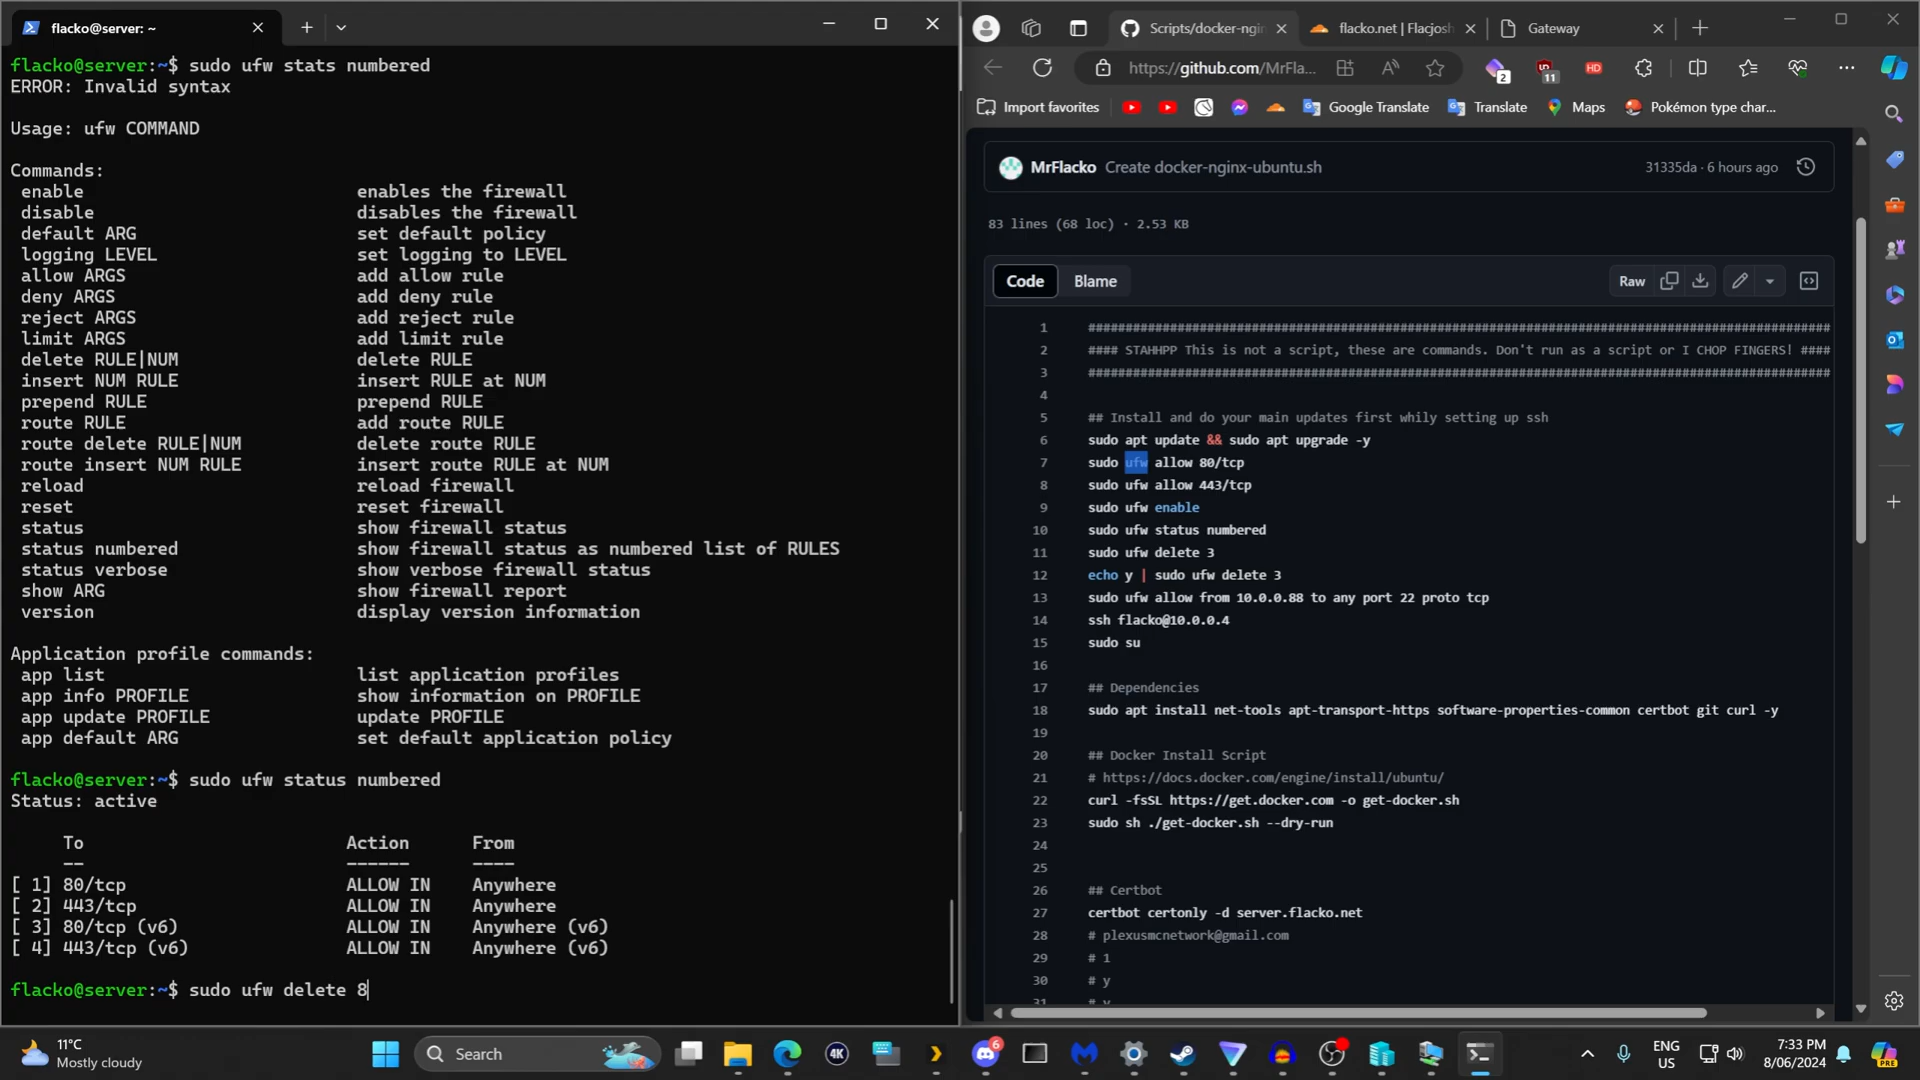 flacko@server: ~
flacko@server:~$ sudo ufw stats numbered
ERROR: Invalid syntax
Usage: ufw COMMAND
Commands:
enable enables the firewall
disable disables the firewall
default ARG set default policy
logging LEVEL set logging to LEVEL
allow ARGS add allow rule
deny ARGS add deny rule
reject ARGS add reject rule
limit ARGS add limit rule
delete RULE|NUM delete RULE
insert NUM RULE insert RULE at NUM
prepend RULE prepend RULE
route RULE add route RULE
route delete RULE|NUM delete route RULE
route insert NUM RULE insert route RULE at NUM
reload reload firewall
reset reset firewall
status show firewall status
status numbered show firewall status as numbered list of RULES
status verbose show verbose firewall status
show ARG show firewall report
version display version information
Application profile commands:
app list list application profiles
app info PROFILE show information on PROFILE
app update PROFILE update PROFILE
app default ARG set default application policy
flacko@server:~$ sudo ufw status numbered
Status: active
To Action From
-- ------ ----
[ 1] 80/tcp ALLOW IN Anywhere
[ 2] 443/tcp ALLOW IN Anywhere
[ 3] 80/tcp (v6) ALLOW IN Anywhere (v6)
[ 4] 443/tcp (v6) ALLOW IN Anywhere (v6)
flacko@server:~$ sudo ufw delete 8
Scripts/docker-ngin flacko.net | Flacjosh Gateway
https://github.com/MrFla... 2 11 HD
Import favorites Google Translate Translate Maps Pokémon type char...
MrFlacko Create docker-nginx-ubuntu.sh 31335da · 6 hours ago
83 lines (68 loc) · 2.53 KB
Code Blame Raw
1 ####################################################################################################
2 #### STAHHPP This is not a script, these are commands. Don't run as a script or I CHOP FINGERS! ####
3 ####################################################################################################
4
5 ## Install and do your main updates first whily setting up ssh
6 sudo apt update && sudo apt upgrade -y
7 sudo ufw allow 80/tcp
8 sudo ufw allow 443/tcp
9 sudo ufw enable
10 sudo ufw status numbered
11 sudo ufw delete 3
12 echo y | sudo ufw delete 3
13 sudo ufw allow from 10.0.0.88 to any port 22 proto tcp
14 ssh flacko@10.0.0.4
15 sudo su
16
17 ## Dependencies
18 sudo apt install net-tools apt-transport-https software-properties-common certbot git curl -y
19
20 ## Docker Install Script
21 # https://docs.docker.com/engine/install/ubuntu/
22 curl -fsSL https://get.docker.com -o get-docker.sh
23 sudo sh ./get-docker.sh --dry-run
24
25
26 ## Certbot
27 certbot certonly -d server.flacko.net
28 # plexusmcnetwork@gmail.com
29 # 1
30 # y
31 # y
11°C
Mostly cloudy
Search
4K
6
ENG
US
7:33 PM
8/06/2024
PRE